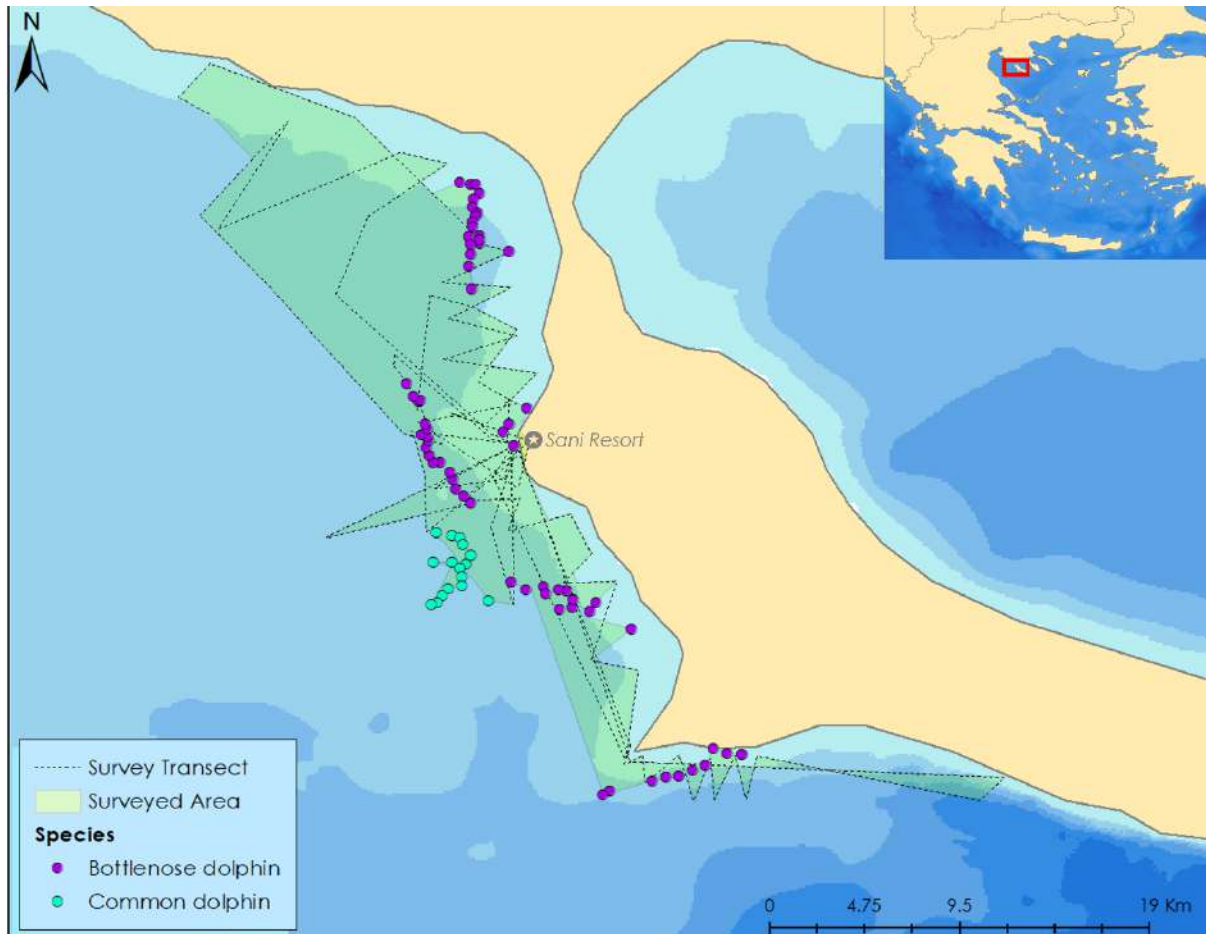 N
Sani Resort
Survey Transect
Surveyed Area
Species
Bottlenose dolphin
Common dolphin
0 4.75 9.5 19 Km